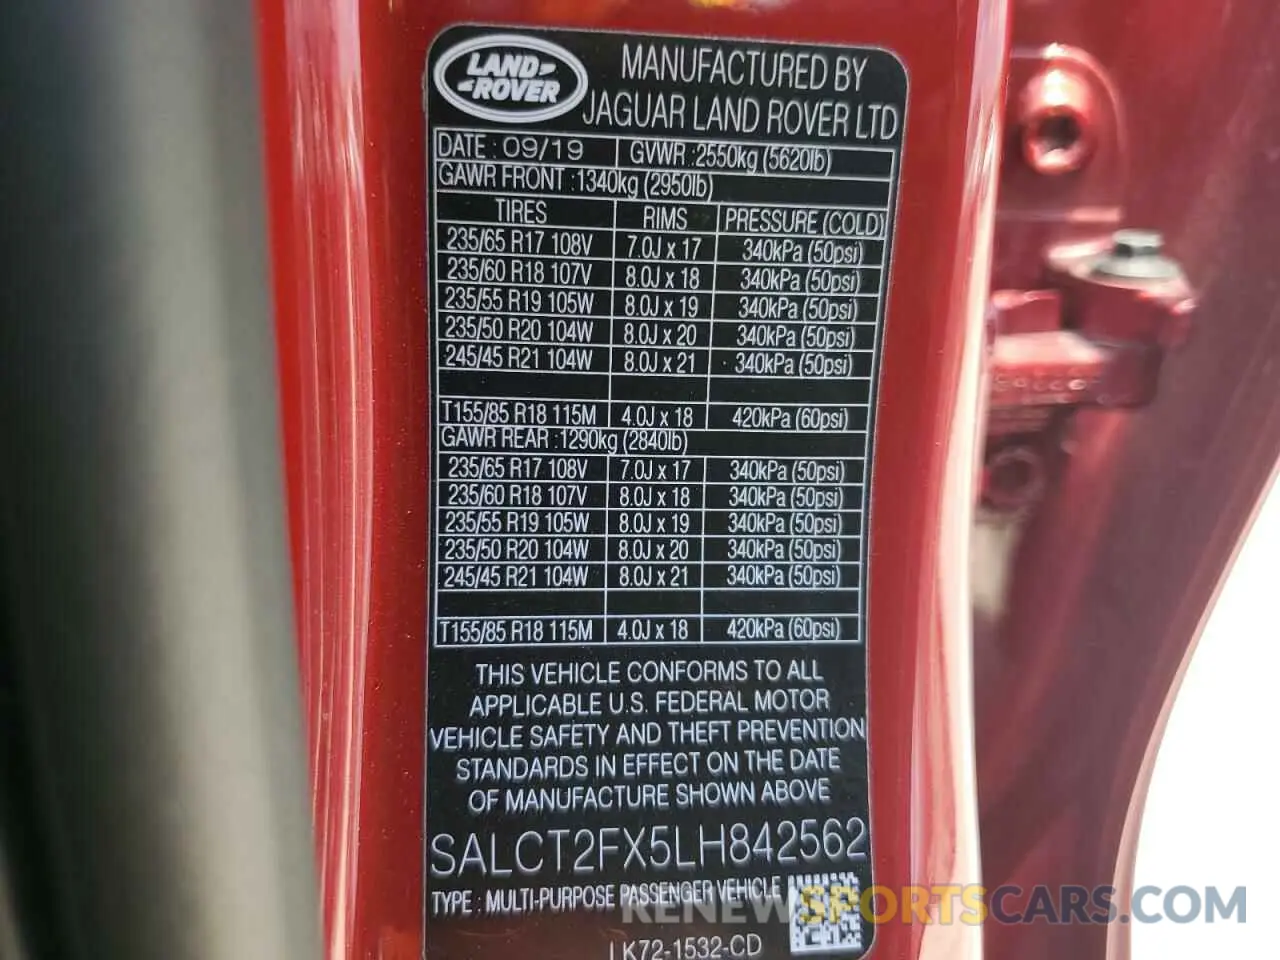 LAND ROVER
MANUFACTURED BY
JAGUAR LAND ROVER LTD
DATE : 09/19 GVWR : 2550kg (5620lb)
GAWR FRONT : 1340kg (2950lb)
TIRES RIMS PRESSURE (COLD)
235/65 R17 108V 7.0J x 17 340kPa (50psi)
235/60 R18 107V 8.0J x 18 340kPa (50psi)
235/55 R19 105W 8.0J x 19 340kPa (50psi)
235/50 R20 104W 8.0J x 20 340kPa (50psi)
245/45 R21 104W 8.0J x 21 340kPa (50psi)
T155/85 R18 115M 4.0J x 18 420kPa (60psi)
GAWR REAR : 1290kg (2840lb)
235/65 R17 108V 7.0J x 17 340kPa (50psi)
235/60 R18 107V 8.0J x 18 340kPa (50psi)
235/55 R19 105W 8.0J x 19 340kPa (50psi)
235/50 R20 104W 8.0J x 20 340kPa (50psi)
245/45 R21 104W 8.0J x 21 340kPa (50psi)
T155/85 R18 115M 4.0J x 18 420kPa (60psi)
THIS VEHICLE CONFORMS TO ALL
APPLICABLE U.S. FEDERAL MOTOR
VEHICLE SAFETY AND THEFT PREVENTION
STANDARDS IN EFFECT ON THE DATE
OF MANUFACTURE SHOWN ABOVE
SALCT2FX5LH842562
TYPE : MULTI-PURPOSE PASSENGER VEHICLE
RENEWSPORTSCARS.COM
LK72-1532-CD